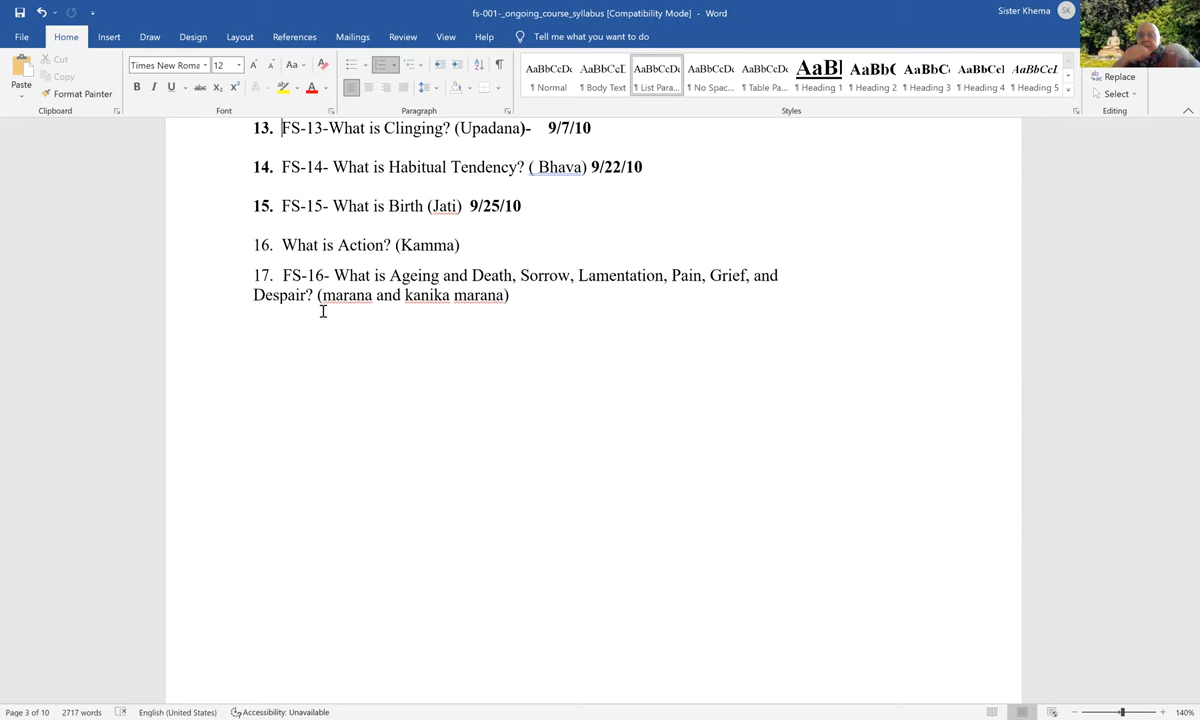 fs-001-_ongoing_course_syllabus [Compatibility Mode] - Word
Sister Khema SK
File Home Insert Draw Design Layout References Mailings Review View Help Tell me what you want to do
Paste Cut
Copy
Format Painter
Clipboard
Times New Roma 12 Aa
B I U abc X₂ X² A A
Font
Paragraph
AaBbCcDc AaBbCcE AaBbCcDc AaBbCcDc AaBbCcDc AaBl AaBb( AaBbC AaBbCcl AaBbCcL
¶ Normal ¶ Body Text ¶ List Para... ¶ No Spac... ¶ Table Pa... ¶ Heading 1 ¶ Heading 2 ¶ Heading 3 ¶ Heading 4 ¶ Heading 5
Styles
Replace
Select
Editing
13. FS-13-What is Clinging? (Upadana)- 9/7/10
14. FS-14- What is Habitual Tendency? ( Bhava) 9/22/10
15. FS-15- What is Birth (Jati) 9/25/10
16. What is Action? (Kamma)
17. FS-16- What is Ageing and Death, Sorrow, Lamentation, Pain, Grief, and
Despair? (marana and kanika marana)
Page 3 of 10 2717 words English (United States) Accessibility: Unavailable 140%